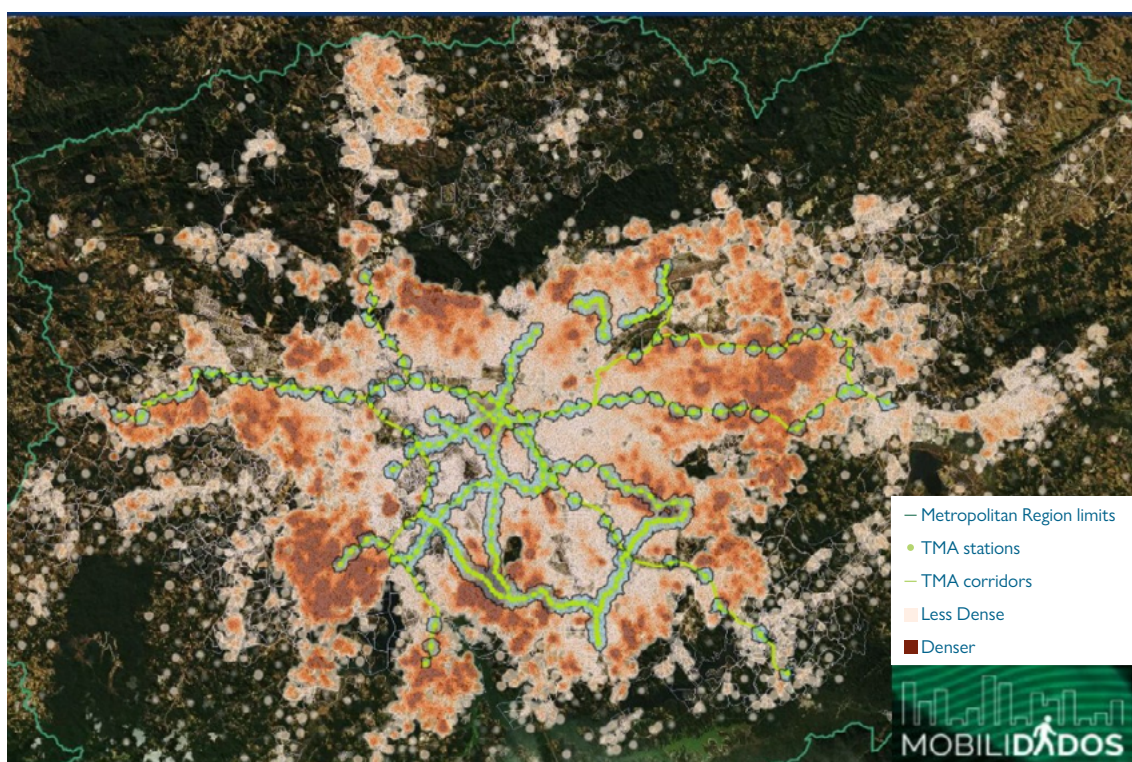 Metropolitan Region limits
TMA stations
TMA corridors
Less Dense
Denser
MOBILIDADOS